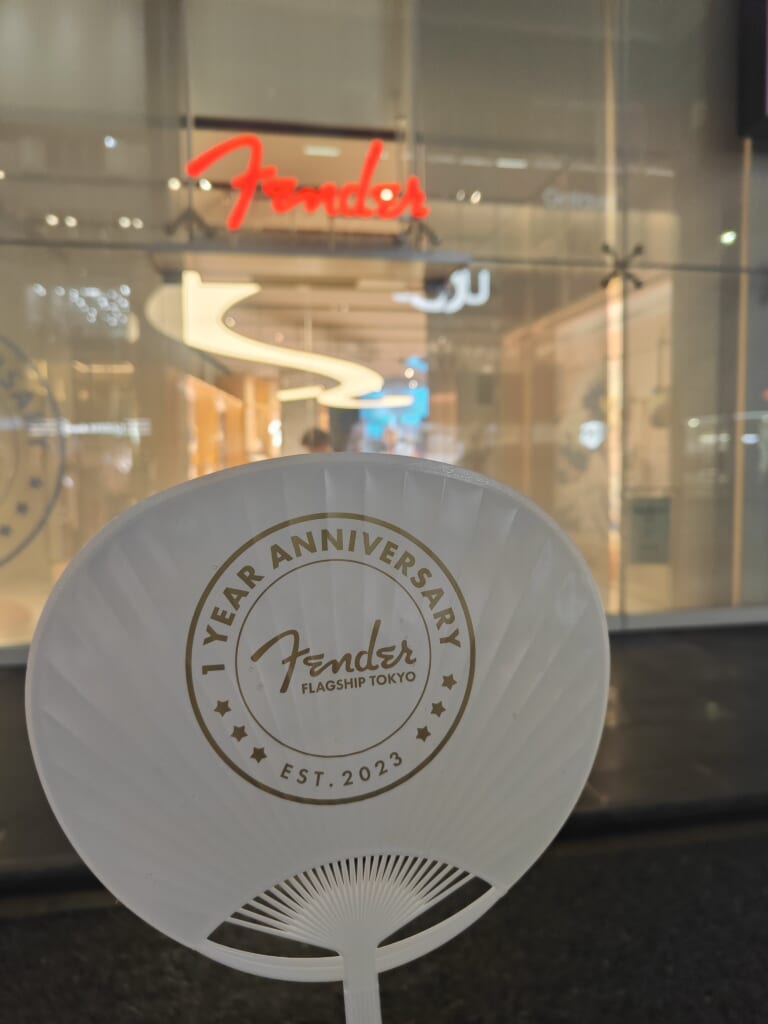 Fender
1 YEAR ANNIVERSARY
Fender
FLAGSHIP TOKYO
EST. 2023